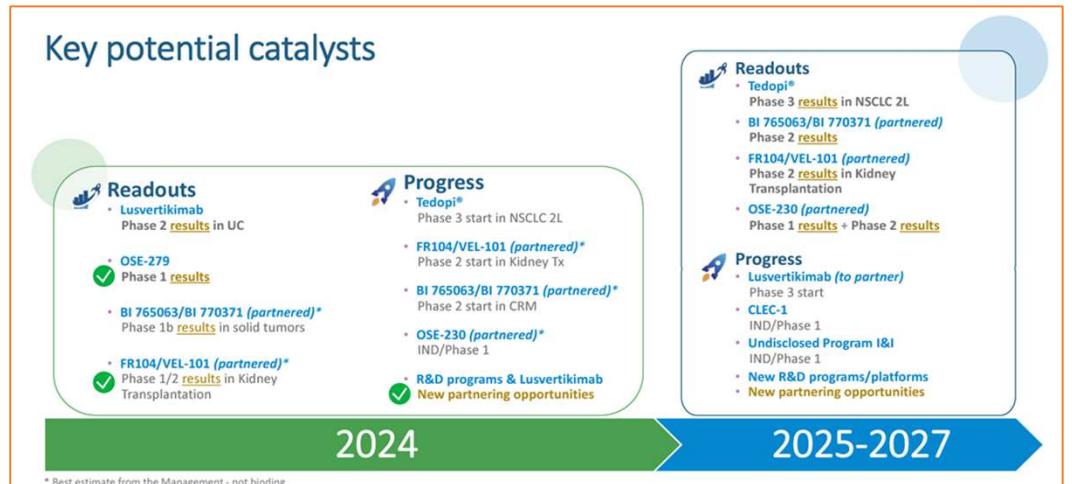 Key potential catalysts
Readouts
• Lusvertikimab
Phase 2 results in UC
• OSE-279
Phase 1 results
• BI 765063/BI 770371 (partnered)*
Phase 1b results in solid tumors
• FR104/VEL-101 (partnered)*
Phase 1/2 results in Kidney
Transplantation
Progress
• Tedopi®
Phase 3 start in NSCLC 2L
• FR104/VEL-101 (partnered)*
Phase 2 start in Kidney Tx
• BI 765063/BI 770371 (partnered)*
Phase 2 start in CRM
• OSE-230 (partnered)*
IND/Phase 1
• R&D programs & Lusvertikimab
New partnering opportunities
Readouts
• Tedopi®
Phase 3 results in NSCLC 2L
• BI 765063/BI 770371 (partnered)
Phase 2 results
• FR104/VEL-101 (partnered)
Phase 2 results in Kidney
Transplantation
• OSE-230 (partnered)
Phase 1 results + Phase 2 results
Progress
• Lusvertikimab (to partner)
Phase 3 start
• CLEC-1
IND/Phase 1
• Undisclosed Program I&I
IND/Phase 1
• New R&D programs/platforms
• New partnering opportunities
2024
2025-2027
* Best estimate from the Management - not binding